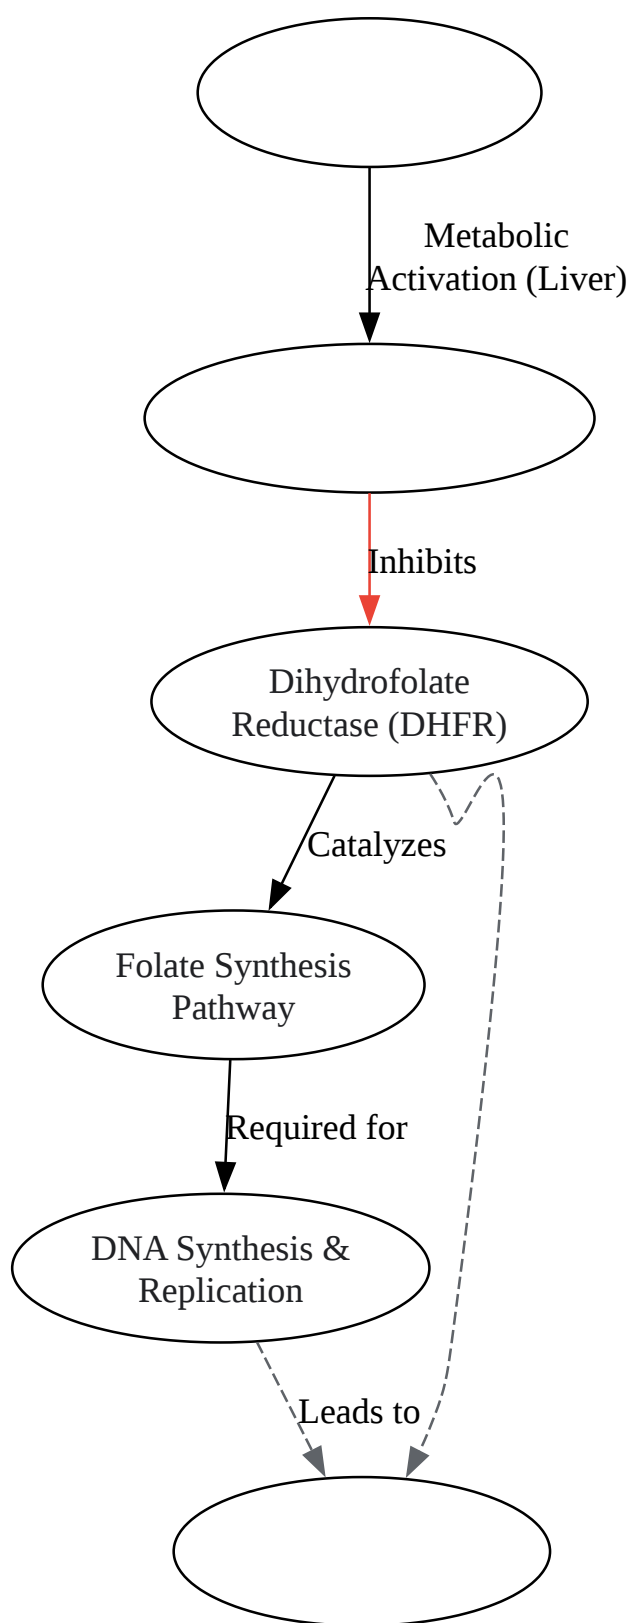 Metabolic
Activation (Liver)
Inhibits
Dihydrofolate
Reductase (DHFR)
Catalyzes
Folate Synthesis
Pathway
Required for
DNA Synthesis &
Replication
Leads to